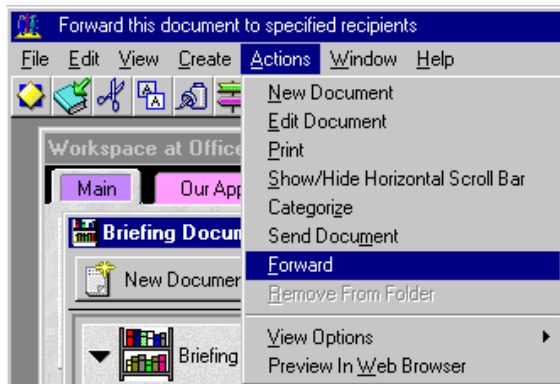 Forward this document to specified recipients
File Edit View Create Actions Window Help
New Document
Edit Document
Print
Show/Hide Horizontal Scroll Bar
Categorize
Send Document
Forward
Remove From Folder
View Options
Preview In Web Browser
Workspace at Office
Main Our App
Briefing Docum
New Documen
Briefing